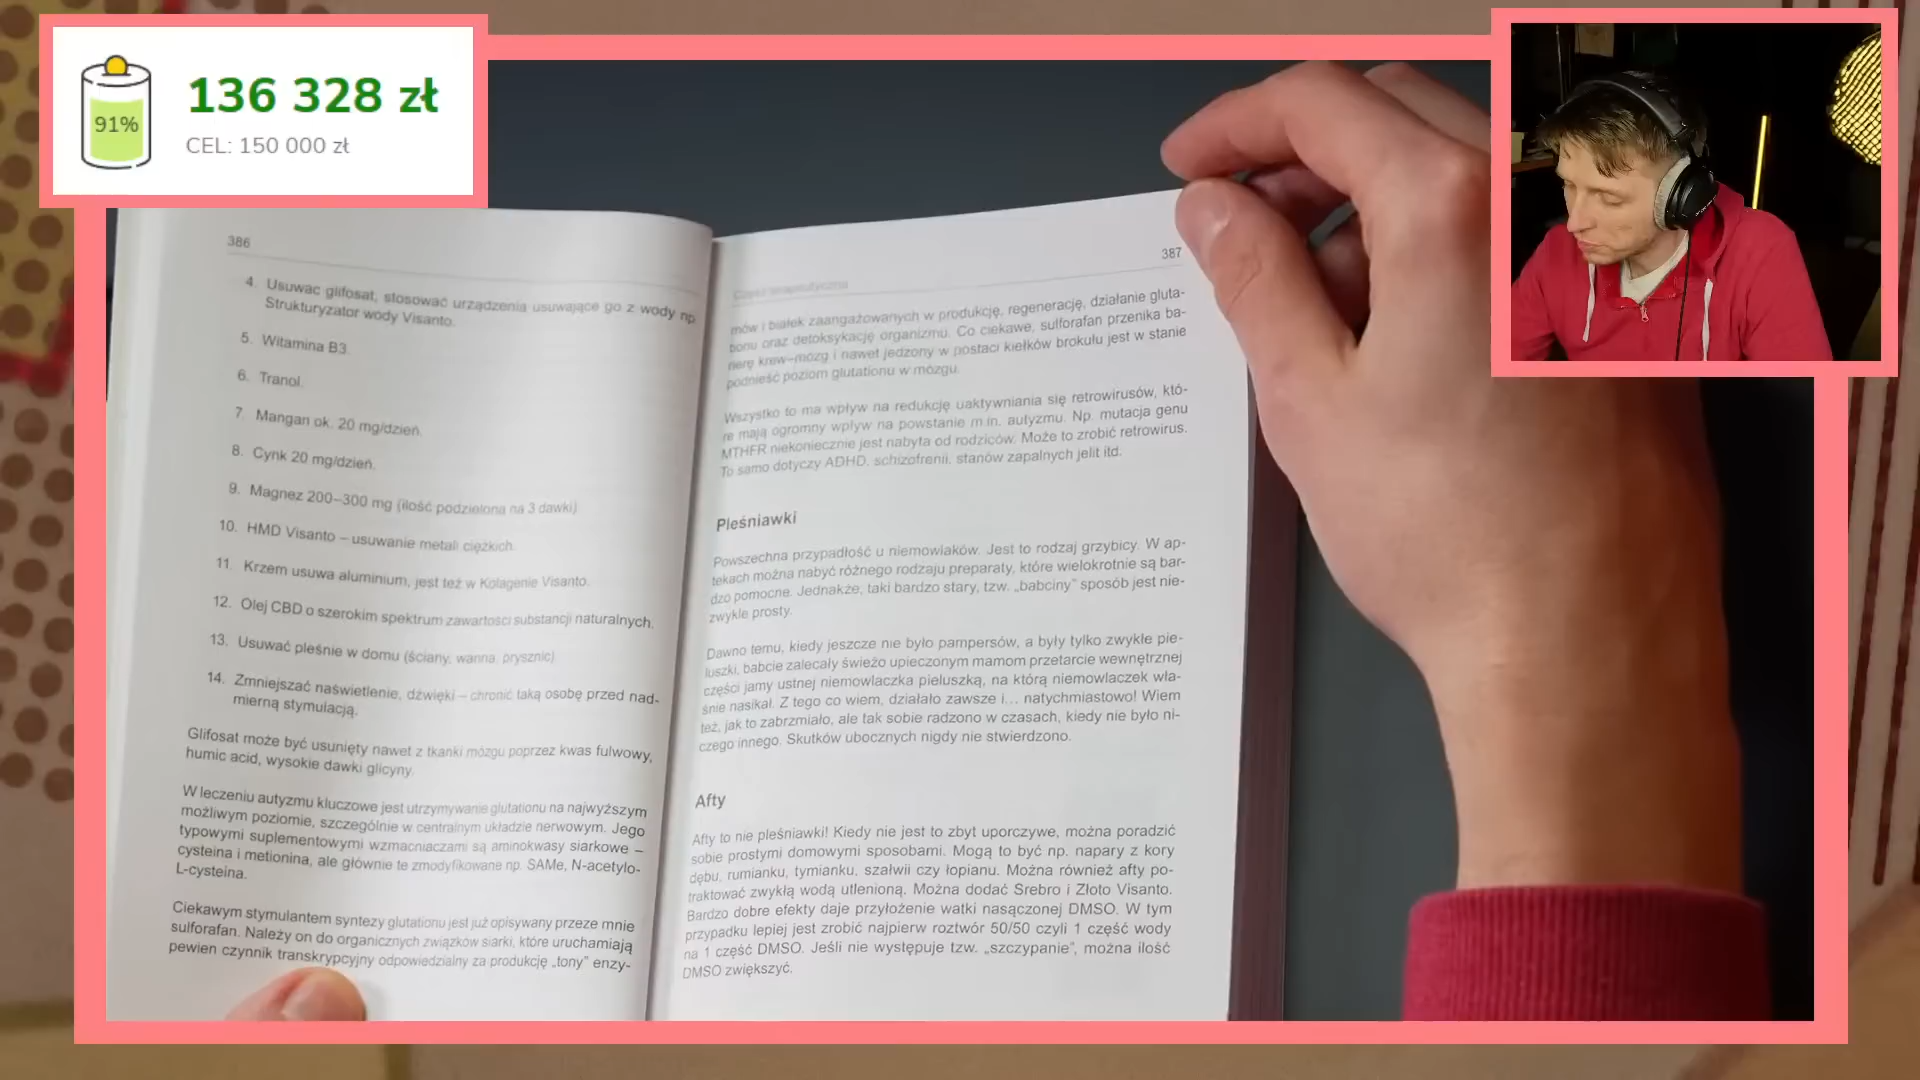 136 328 zł
91%
CEL: 150 000 zł
386
4. Usuwać glifosat, stosować urządzenia usuwające go z wody np.
Strukturyzator wody Visanto.
5. Witamina B3.
6. Tranol.
7. Mangan ok. 20 mg/dzień.
8. Cynk 20 mg/dzień.
9. Magnez 200–300 mg (ilość podzielona na 3 dawki)
10. HMD Visanto – usuwanie metali ciężkich.
11. Krzem usuwa aluminium, jest też w Kolagenie Visanto.
12. Olej CBD o szerokim spektrum zawartości substancji naturalnych.
13. Usuwać pleśnie w domu (ściany, wanna, prysznic)
14. Zmniejszać naświetlenie, dźwięki – chronić taką osobę przed nad-
mierną stymulacją.
Glifosat może być usunięty nawet z tkanki mózgu poprzez kwas fulwowy,
humic acid, wysokie dawki glicyny.
W leczeniu autyzmu kluczowe jest utrzymywanie glutationu na najwyższym
możliwym poziomie, szczególnie w centralnym układzie nerwowym. Jego
typowymi suplementowymi wzmacniaczami są aminokwasy siarkowe –
cysteina i metionina, ale głównie te zmodyfikowane np. SAMe, N-acetylo-
L-cysteina.
Ciekawym stymulantem syntezy glutationu jest już opisywany przeze mnie
sulforafan. Należy on do organicznych związków siarki, które uruchamiają
pewien czynnik transkrypcyjny odpowiedzialny za produkcję „tony” enzy-
Część terapeutyczna
387
mów i białek zaangażowanych w produkcję, regenerację, działanie gluta-
tionu oraz detoksykację organizmu. Co ciekawe, sulforafan przenika ba-
rierę krew–mózg i nawet jedzony w postaci kiełków brokułu jest w stanie
podnieść poziom glutationu w mózgu.
Wszystko to ma wpływ na redukcję uaktywniania się retrowirusów, któ-
re mają ogromny wpływ na powstanie m.in. autyzmu. Np. mutacja genu
MTHFR niekoniecznie jest nabyta od rodziców. Może to zrobić retrowirus.
To samo dotyczy ADHD, schizofrenii, stanów zapalnych jelit itd.
Pleśniawki
Powszechna przypadłość u niemowlaków. Jest to rodzaj grzybicy. W ap-
tekach można nabyć różnego rodzaju preparaty, które wielokrotnie są bar-
dzo pomocne. Jednakże, taki bardzo stary, tzw. „babciny” sposób jest nie-
zwykle prosty.
Dawno temu, kiedy jeszcze nie było pampersów, a były tylko zwykłe pie-
luszki, babcie zalecały świeżo upieczonym mamom przetarcie wewnętrznej
części jamy ustnej niemowlaczka pieluszką, na którą niemowlaczek wła-
śnie nasikał. Z tego co wiem, działało zawsze i... natychmiastowo! Wiem
też, jak to zabrzmiało, ale tak sobie radzono w czasach, kiedy nie było ni-
czego innego. Skutków ubocznych nigdy nie stwierdzono.
Afty
Afty to nie pleśniawki! Kiedy nie jest to zbyt uporczywe, można poradzić
sobie prostymi domowymi sposobami. Mogą to być np. napary z kory
dębu, rumianku, tymianku, szałwii czy łopianu. Można również afty po-
traktować zwykłą wodą utlenioną. Można dodać Srebro i Złoto Visanto.
Bardzo dobre efekty daje przyłożenie watki nasączonej DMSO. W tym
przypadku lepiej jest zrobić najpierw roztwór 50/50 czyli 1 część wody
na 1 część DMSO. Jeśli nie występuje tzw. „szczypanie”, można ilość
DMSO zwiększyć.